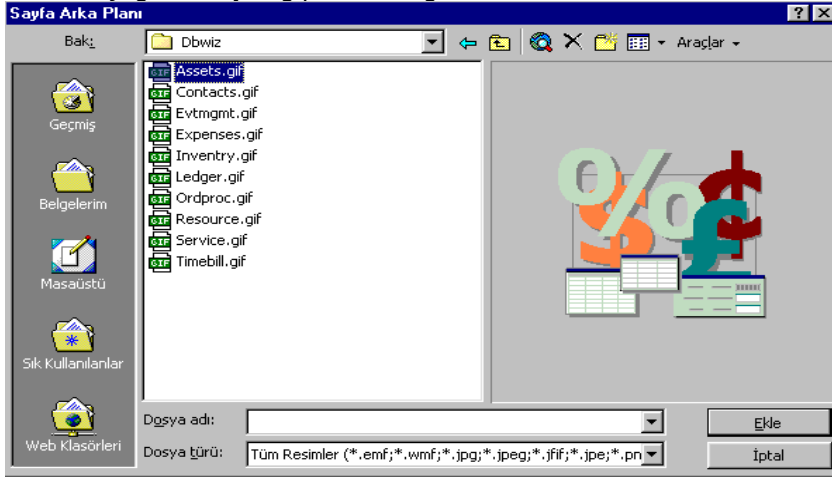 Sayfa Arka Planı
Bak:
Dbwiz
Araçlar
Geçmiş
Belgelerim
Masaüstü
Sık Kullanılanlar
Web Klasörleri
Assets.gif
Contacts.gif
Evtmgmt.gif
Expenses.gif
Inventry.gif
Ledger.gif
Ordproc.gif
Resource.gif
Service.gif
Timebill.gif
Dosya adı:
Ekle
Dosya türü:
Tüm Resimler (*.emf;*.wmf;*.jpg;*.jpeg;*.jfif;*.jpe;*.pn
İptal